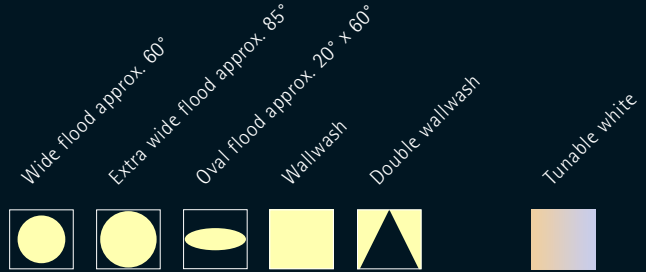 Wide flood approx. 60°
Extra wide flood approx. 85°
Oval flood approx. 20° x 60°
Wallwash
Double wallwash
Tunable white